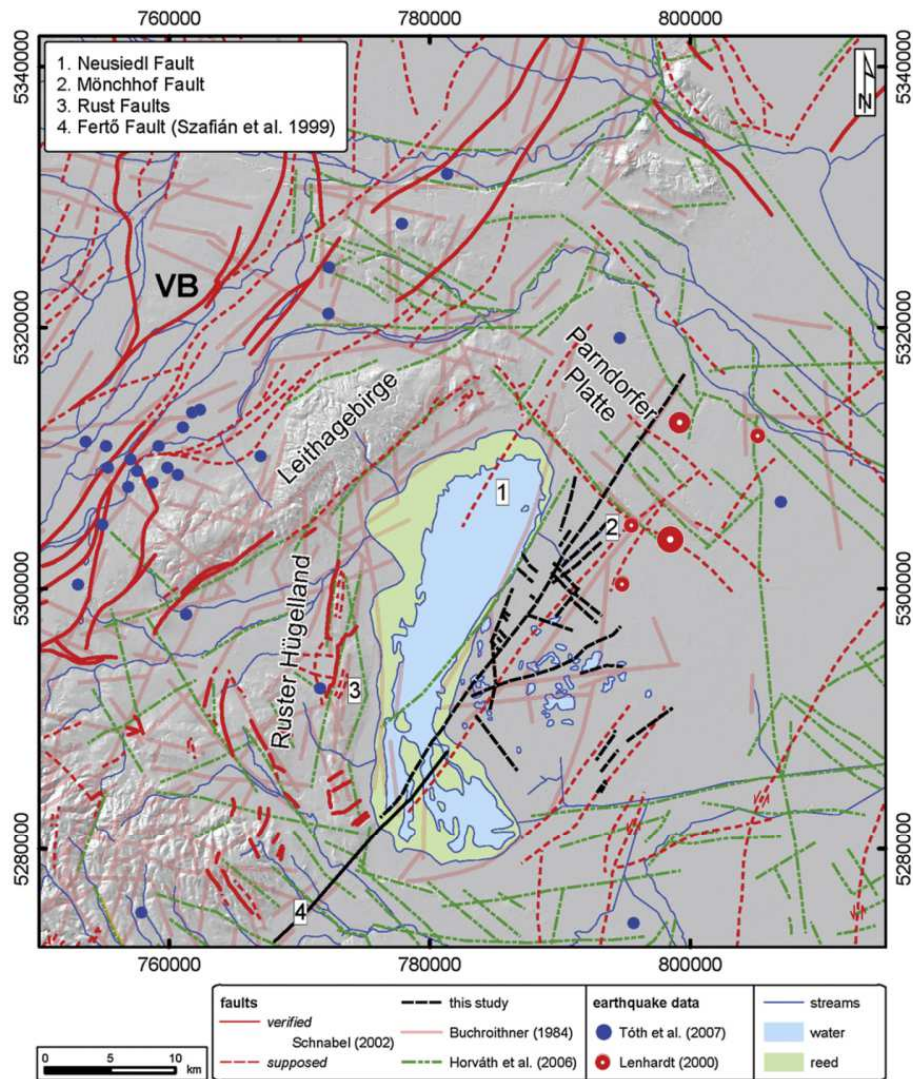 760000 780000 800000
1. Neusiedl Fault
2. Mönchhof Fault
3. Rust Faults
4. Fertő Fault (Szafián et al. 1999)
N
5340000 5340000
VB
5320000 5320000
Parndorfer
Platte
Leithagebirge
1
2
5300000 5300000
Ruster Hügelland
3
5280000 5280000
4
760000 780000 800000
faults
verified
Schnabel (2002)
supposed
this study
Buchroithner (1984)
Horváth et al. (2006)
earthquake data
Tóth et al. (2007)
Lenhardt (2000)
streams
water
reed
0 5 10
km